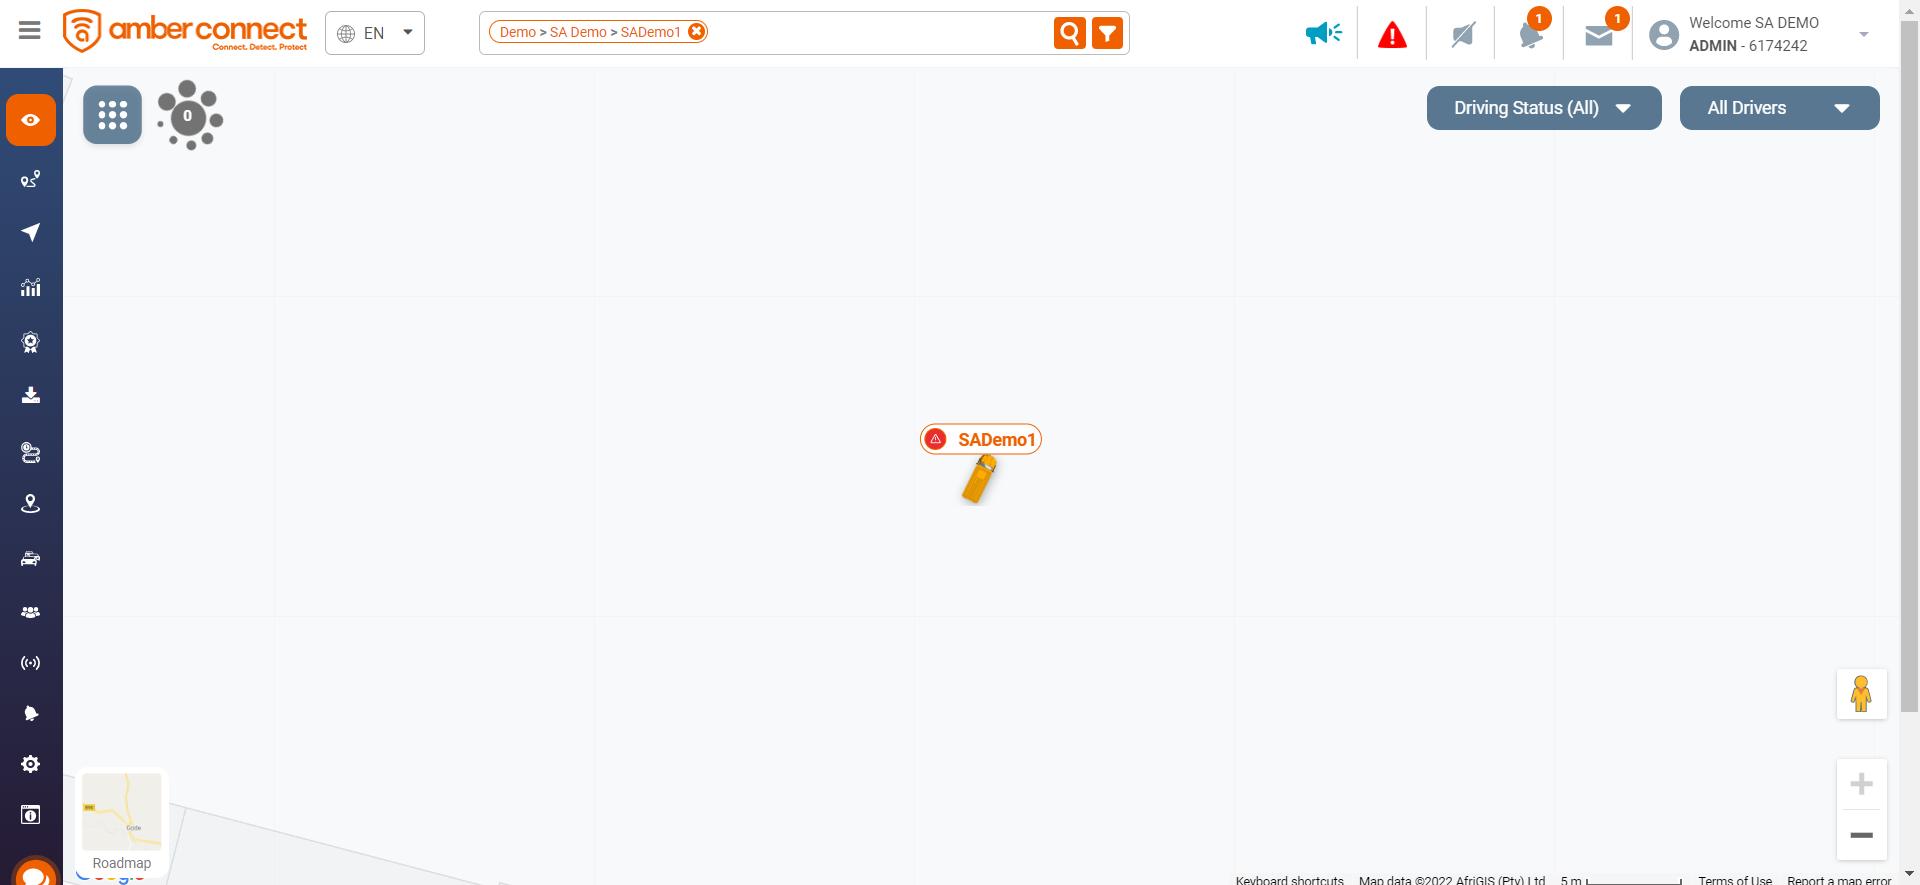 amber connect
Connect. Detect. Protect
EN
Demo > SA Demo > SADemo1
1
1
Welcome SA DEMO
ADMIN - 6174242
0
Driving Status (All)
All Drivers
SADemo1
Gode
Roadmap
Google
Keyboard shortcuts
Map data ©2022 AfriGIS (Pty) Ltd
5 m
Terms of Use
Report a map error